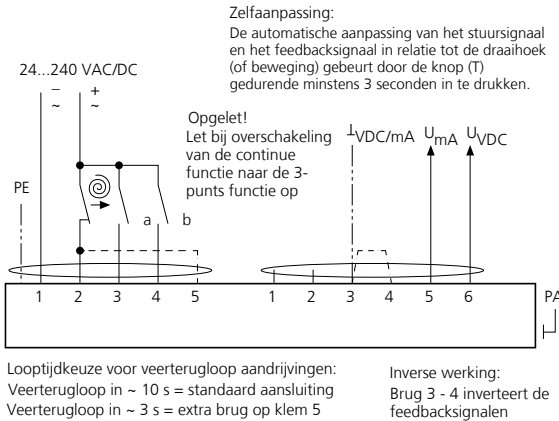 Zelfaanpassing:
De automatische aanpassing van het stuursignaal
en het feedbacksignaal in relatie tot de draaihoek
(of beweging) gebeurt door de knop (T)
gedurende minstens 3 seconden in te drukken.
24...240 VAC/DC
– +
~ ~
Opgelet!
Let bij overschakeling
van de continue
functie naar de 3-
punts functie op
⊥VDC/mA UmA UVDC
PE
a b
1 2 3 4 5 1 2 3 4 5 6 PA
Looptijdkeuze voor veerterugloop aandrijvingen:
Veerterugloop in ~ 10 s = standaard aansluiting
Veerterugloop in ~ 3 s = extra brug op klem 5
Inverse werking:
Brug 3 - 4 inverteert de
feedbacksignalen